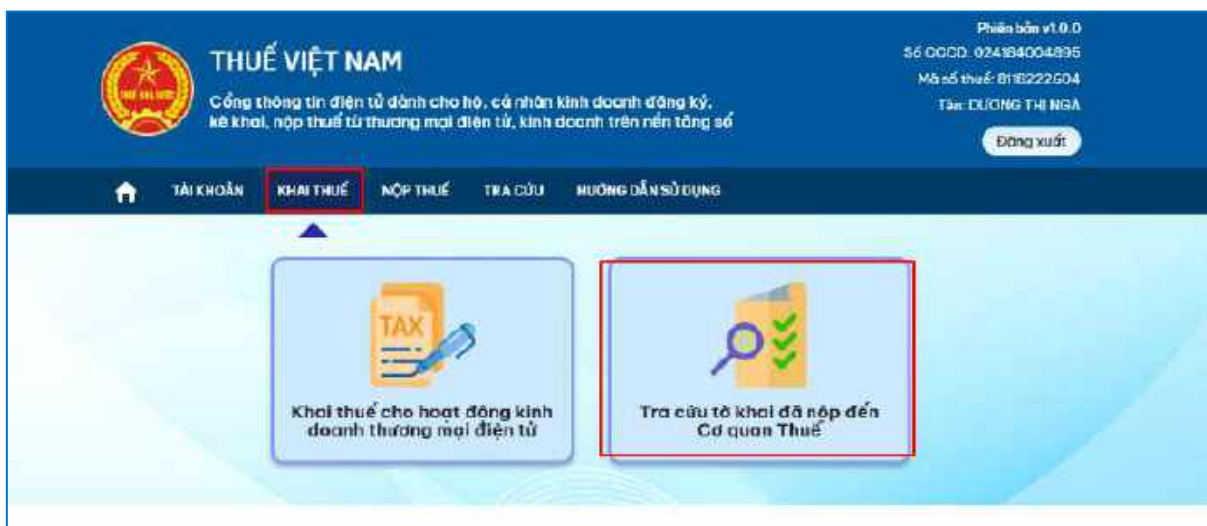 THUẾ VIỆT NAM
Cổng thông tin điện tử dành cho hộ, cá nhân kinh doanh đăng ký,
kê khai, nộp thuế từ thương mại điện tử, kinh doanh trên nền tảng số
Phiên bản v1.0.0
Số CCCD: 024184004895
Mã số thuế: 8118222604
Tên: DƯƠNG THỊ NGA
Đăng xuất
TÀI KHOẢN
KHAI THUẾ
NỘP THUẾ
TRA CỨU
HƯỚNG DẪN SỬ DỤNG
TAX
Khai thuế cho hoạt động kinh
doanh thương mại điện tử
Tra cứu tờ khai đã nộp đến
Cơ quan Thuế